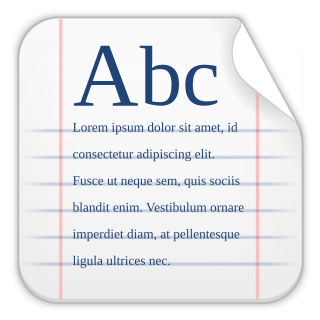 Abc
Lorem ipsum dolor sit amet, id
consectetur adipiscing elit.
Fusce ut neque sem, quis sociis
blandit enim. Vestibulum ornare
imperdiet diam, at pellentesque
ligula ultrices nec.